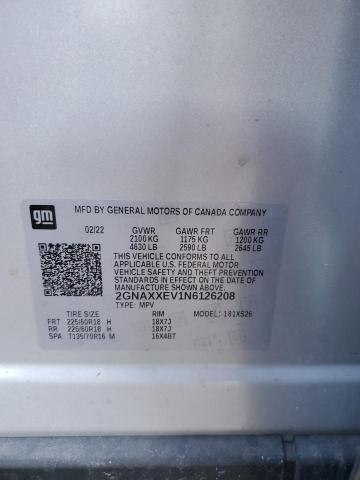 gm
MFD BY GENERAL MOTORS OF CANADA COMPANY
02/22 GVWR GAWR FRT GAWR RR
2100 KG 1175 KG 1200 KG
4630 LB 2590 LB 2645 LB
THIS VEHICLE CONFORMS TO ALL
APPLICABLE U.S. FEDERAL MOTOR
VEHICLE SAFETY AND THEFT
PREVENTION STANDARDS IN
EFFECT ON THE DATE OF
MANUFACTURE SHOWN ABOVE.
2GNAXXEV1N6126208
TYPE: MPV MODEL: 181XS26
TIRE SIZE RIM
FRT 225/60R18 H 18X7J
RR 225/60R18 H 18X7J
SPA T135/70R16 M 16X4BT